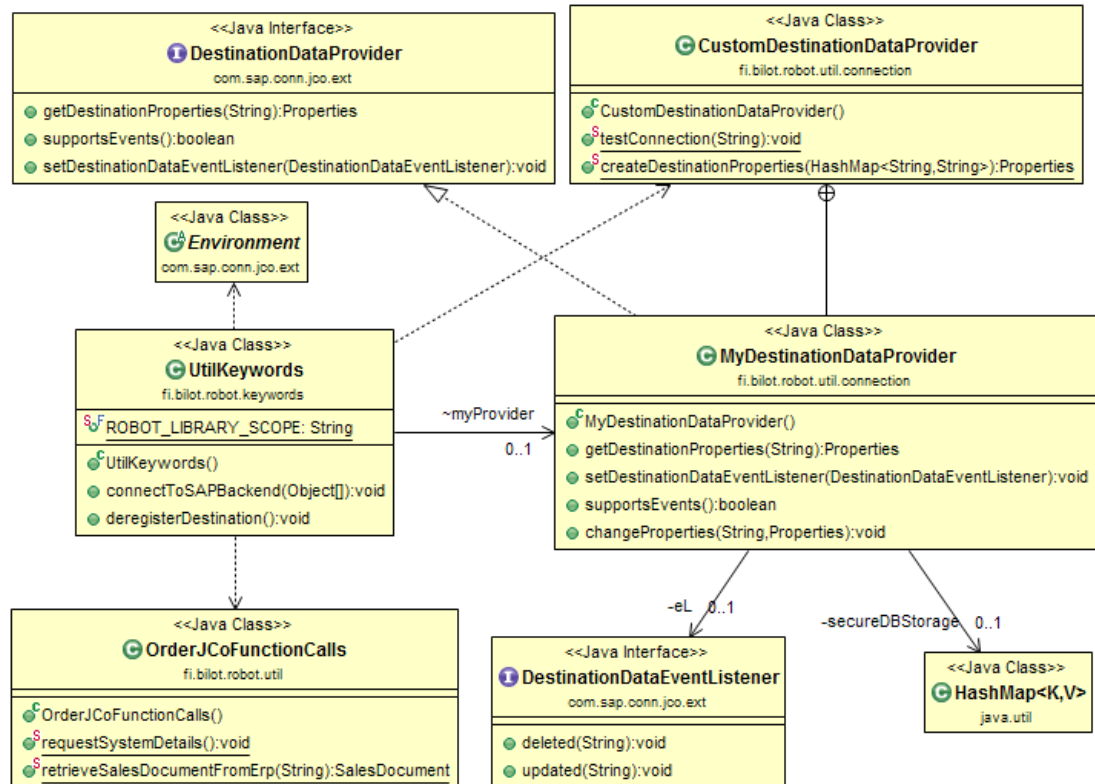 <<Java Interface>>
DestinationDataProvider
com.sap.conn.jco.ext
getDestinationProperties(String):Properties
supportsEvents():boolean
setDestinationDataEventListener(DestinationDataEventListener):void
<<Java Class>>
CustomDestinationDataProvider
fi.bilot.robot.util.connection
CustomDestinationDataProvider()
testConnection(String):void
createDestinationProperties(HashMap<String,String>):Properties
<<Java Class>>
Environment
com.sap.conn.jco.ext
<<Java Class>>
UtilKeywords
fi.bilot.robot.keywords
ROBOT_LIBRARY_SCOPE: String
UtilKeywords()
connectToSAPBackend(Object[]):void
deregisterDestination():void
~myProvider
0..1
<<Java Class>>
MyDestinationDataProvider
fi.bilot.robot.util.connection
MyDestinationDataProvider()
getDestinationProperties(String):Properties
setDestinationDataEventListener(DestinationDataEventListener):void
supportsEvents():boolean
changeProperties(String,Properties):void
-eL 0..1
-secureDBStorage 0..1
<<Java Class>>
OrderJCoFunctionCalls
fi.bilot.robot.util
OrderJCoFunctionCalls()
requestSystemDetails():void
retrieveSalesDocumentFromErp(String):SalesDocument
<<Java Interface>>
DestinationDataEventListener
com.sap.conn.jco.ext
deleted(String):void
updated(String):void
<<Java Class>>
HashMap<K,V>
java.util